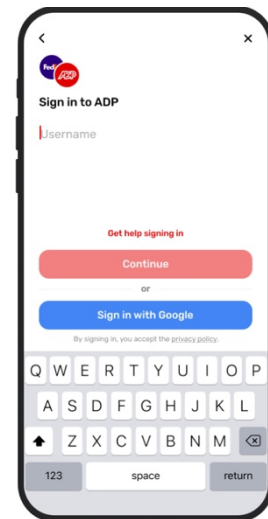 Fed
ADP
Sign in to ADP
Username
Get help signing in
Continue
or
Sign in with Google
By signing in, you accept the privacy policy.
Q W E R T Y U I O P
A S D F G H J K L
Z X C V B N M
123 space return